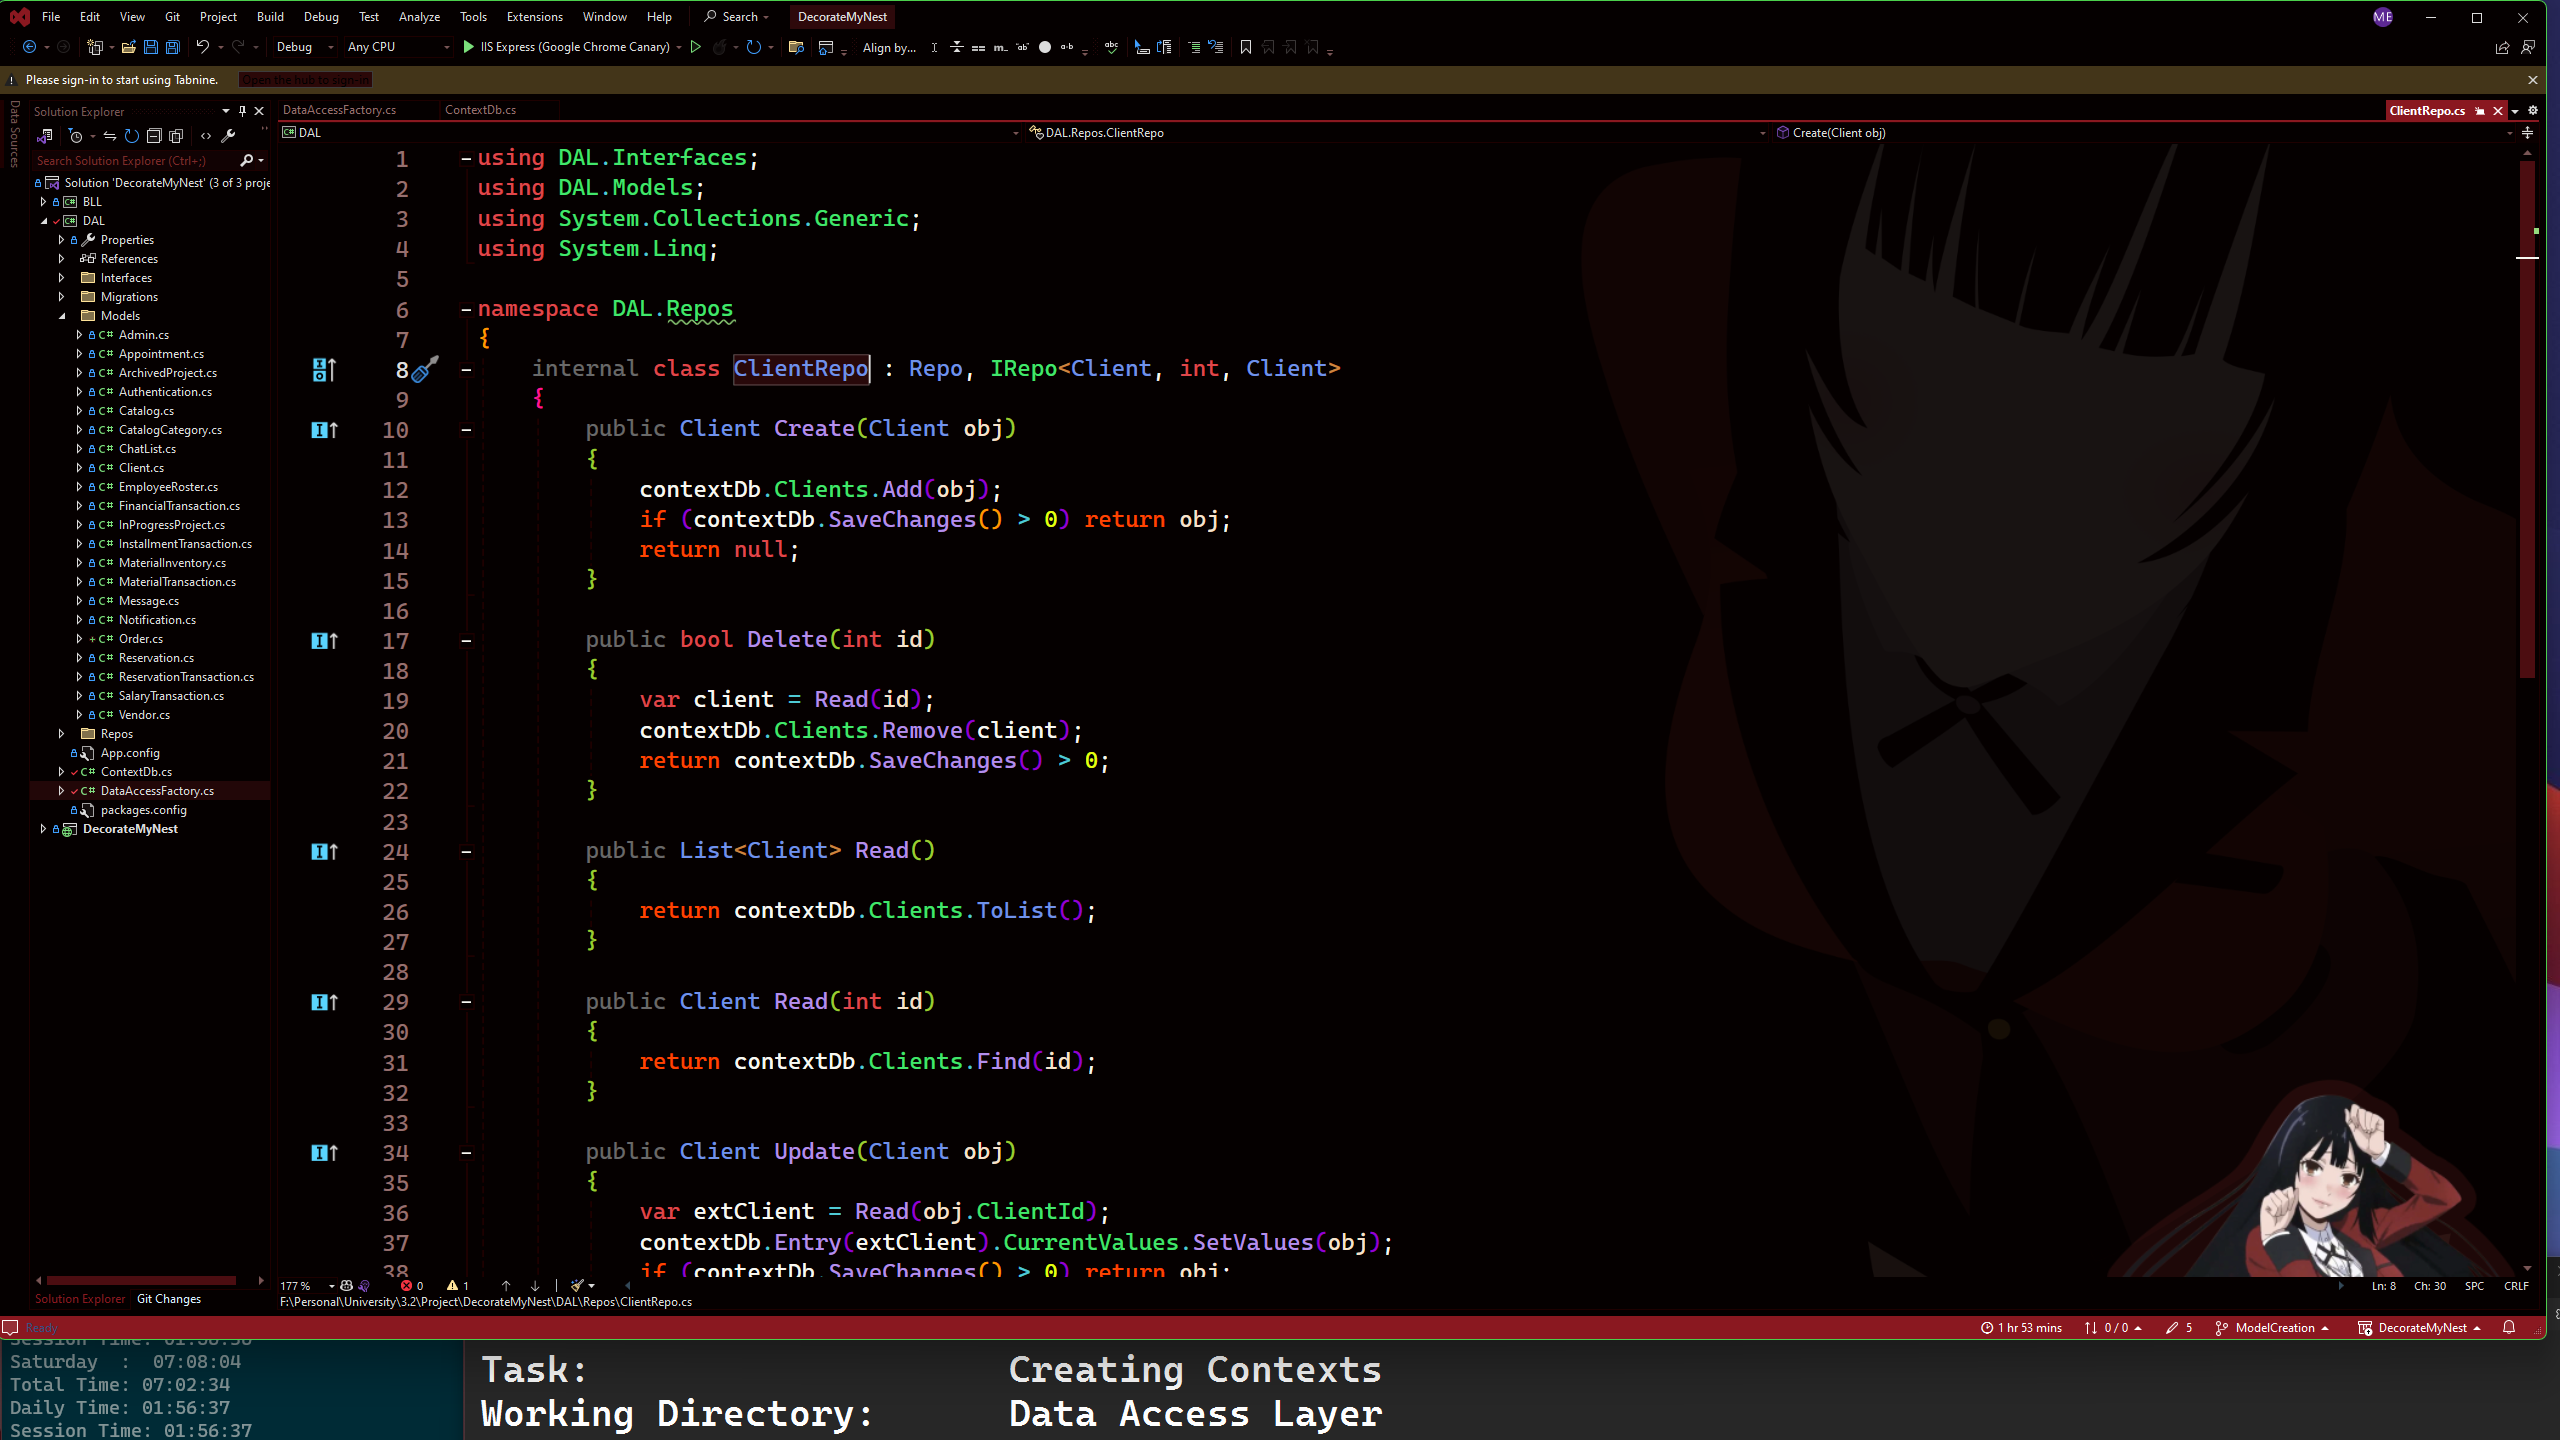 File Edit View Git Project Build Debug Test Analyze Tools Extensions Window Help Search DecorateMyNest ME
Debug Any CPU IIS Express (Google Chrome Canary) Align by...
Please sign-in to start using Tabnine. Open the hub to sign-in
Data Sources
Solution Explorer
Search Solution Explorer (Ctrl+;)
Solution 'DecorateMyNest' (3 of 3 proje
BLL
DAL
Properties
References
Interfaces
Migrations
Models
Admin.cs
Appointment.cs
ArchivedProject.cs
Authentication.cs
Catalog.cs
CatalogCategory.cs
ChatList.cs
Client.cs
EmployeeRoster.cs
FinancialTransaction.cs
InProgressProject.cs
InstallmentTransaction.cs
MaterialInventory.cs
MaterialTransaction.cs
Message.cs
Notification.cs
Order.cs
Reservation.cs
ReservationTransaction.cs
SalaryTransaction.cs
Vendor.cs
Repos
App.config
ContextDb.cs
DataAccessFactory.cs
packages.config
DecorateMyNest
Solution Explorer Git Changes
DataAccessFactory.cs ContextDb.cs ClientRepo.cs
DAL DAL.Repos.ClientRepo Create(Client obj)
1 using DAL.Interfaces;
2 using DAL.Models;
3 using System.Collections.Generic;
4 using System.Linq;
5
6 namespace DAL.Repos
7 {
8 internal class ClientRepo : Repo, IRepo<Client, int, Client>
9 {
10 public Client Create(Client obj)
11 {
12 contextDb.Clients.Add(obj);
13 if (contextDb.SaveChanges() > 0) return obj;
14 return null;
15 }
16
17 public bool Delete(int id)
18 {
19 var client = Read(id);
20 contextDb.Clients.Remove(client);
21 return contextDb.SaveChanges() > 0;
22 }
23
24 public List<Client> Read()
25 {
26 return contextDb.Clients.ToList();
27 }
28
29 public Client Read(int id)
30 {
31 return contextDb.Clients.Find(id);
32 }
33
34 public Client Update(Client obj)
35 {
36 var extClient = Read(obj.ClientId);
37 contextDb.Entry(extClient).CurrentValues.SetValues(obj);
38 if (contextDb.SaveChanges() > 0) return obj;
177 % 0 1 Ln: 8 Ch: 30 SPC CRLF
F:\Personal\University\3.2\Project\DecorateMyNest\DAL\Repos\ClientRepo.cs
Ready 1 hr 53 mins 0 / 0 5 ModelCreation DecorateMyNest
Session Time: 01:56:36
Saturday : 07:08:04
Total Time: 07:02:34
Daily Time: 01:56:37
Session Time: 01:56:37
Task: Creating Contexts
Working Directory: Data Access Layer